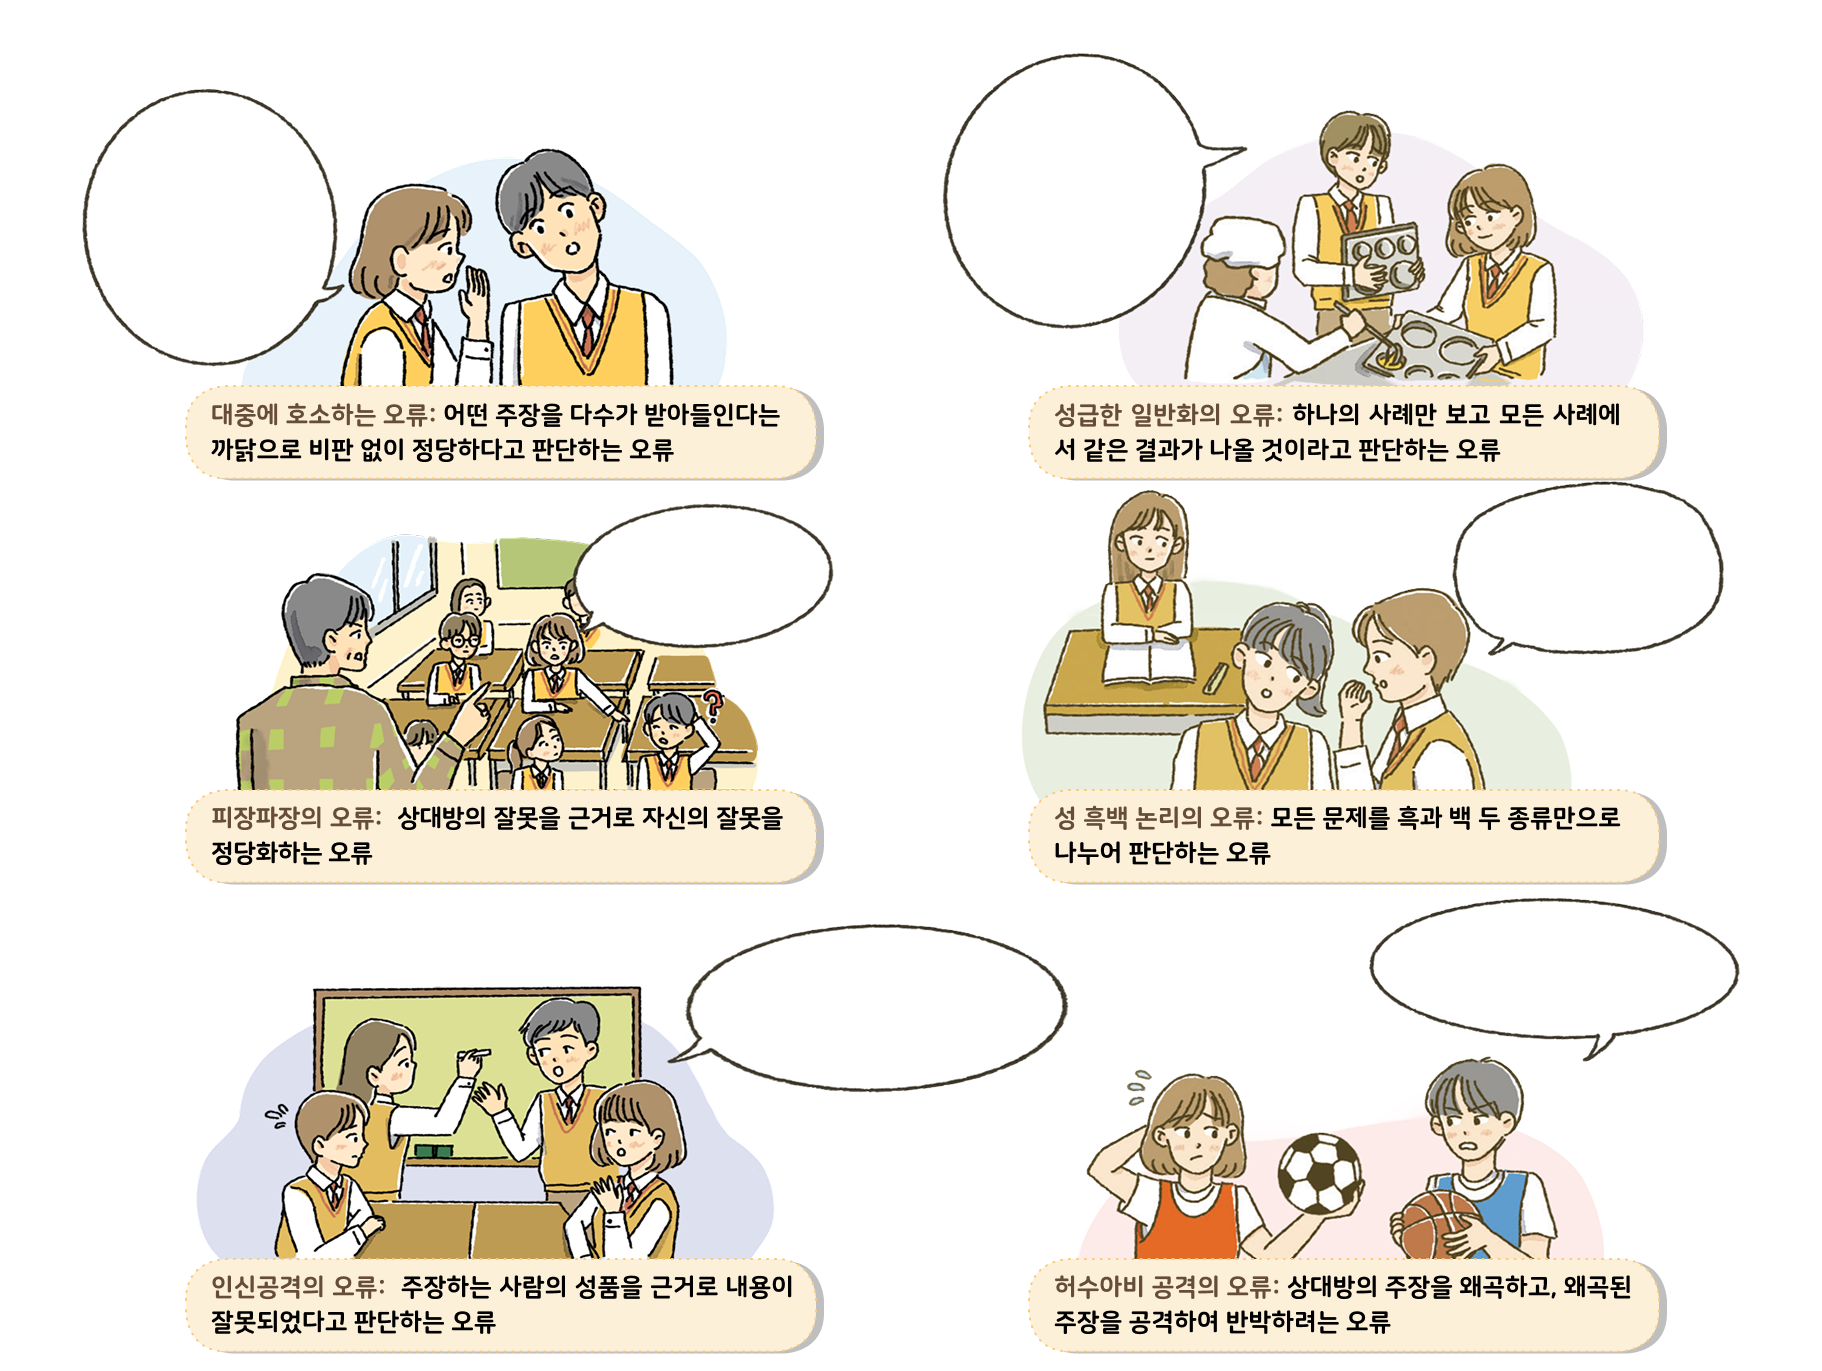 대중에 호소하는 오류: 어떤 주장을 다수가 받아들인다는
까닭으로 비판 없이 정당하다고 판단하는 오류
성급한 일반화의 오류: 하나의 사례만 보고 모든 사례에
서 같은 결과가 나올 것이라고 판단하는 오류
?
피장파장의 오류: 상대방의 잘못을 근거로 자신의 잘못을
정당화하는 오류
성 흑백 논리의 오류: 모든 문제를 흑과 백 두 종류만으로
나누어 판단하는 오류
인신공격의 오류: 주장하는 사람의 성품을 근거로 내용이
잘못되었다고 판단하는 오류
허수아비 공격의 오류: 상대방의 주장을 왜곡하고, 왜곡된
주장을 공격하여 반박하려는 오류